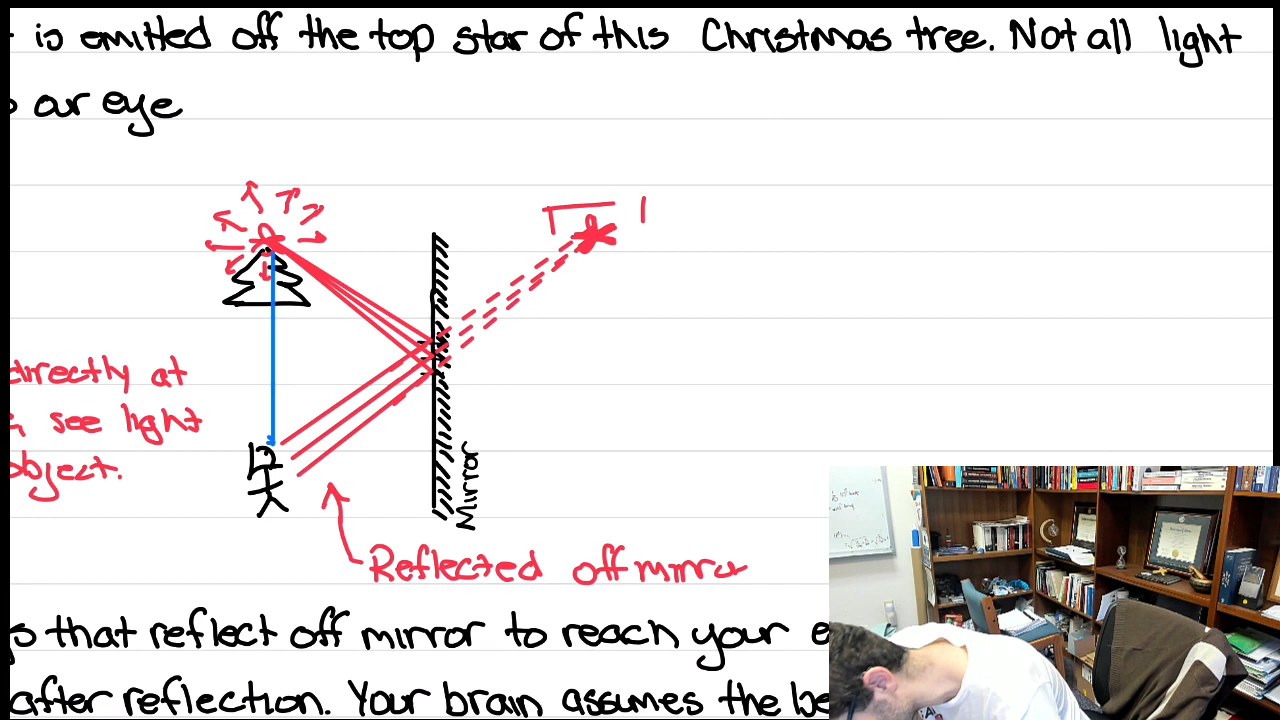 is emitted off the top star of this Christmas tree. Not all light
our eye
directly at
see light
object.
Mirror
Reflected off mirror
that reflect off mirror to reach your
after reflection. Your brain assumes the be